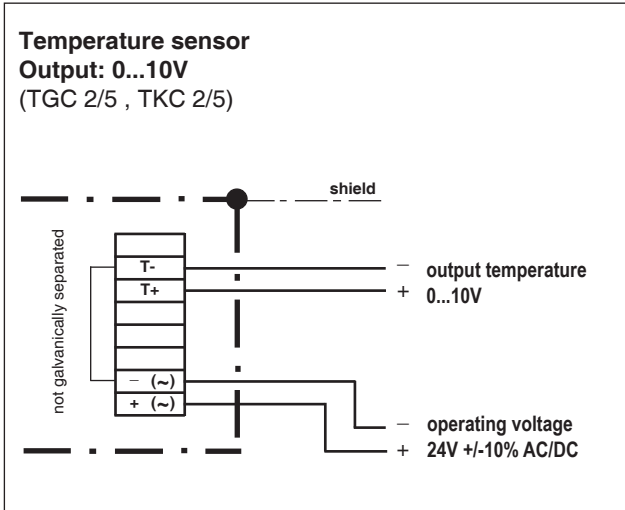 Temperature sensor
Output: 0...10V
(TGC 2/5 , TKC 2/5)
shield
not galvanically separated
T-
T+
− (~)
+ (~)
− output temperature
+ 0...10V
− operating voltage
+ 24V +/-10% AC/DC